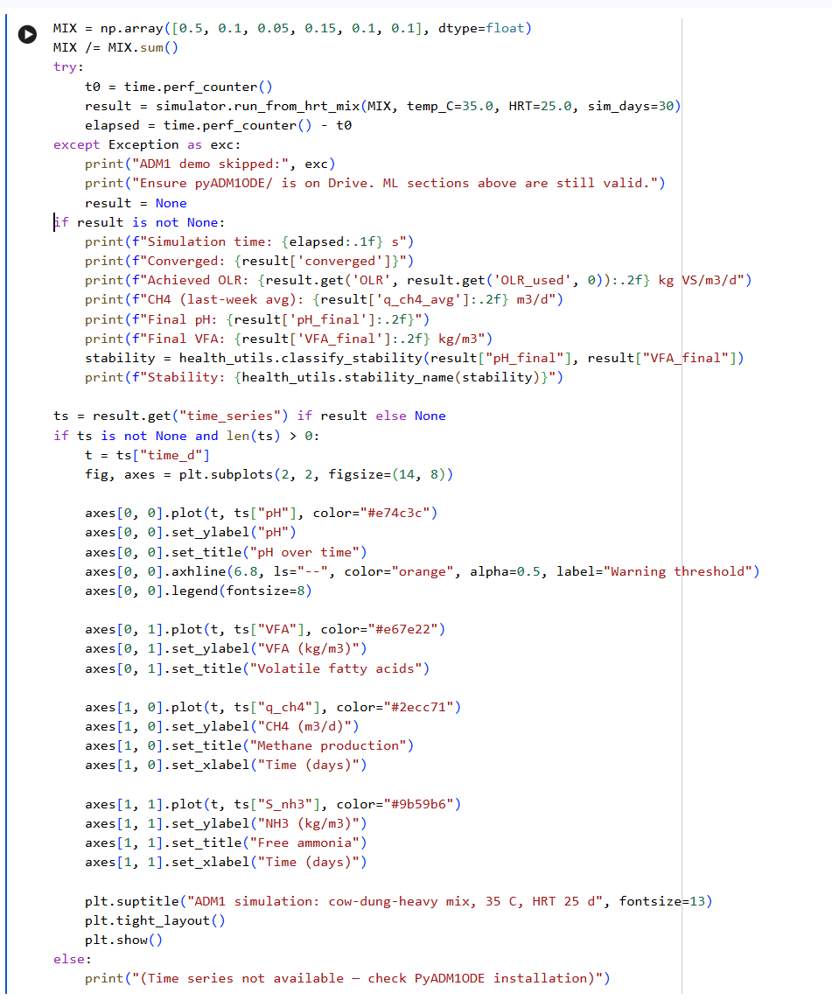 MIX = np.array([0.5, 0.1, 0.05, 0.15, 0.1, 0.1], dtype=float)
MIX /= MIX.sum()
try:
    t0 = time.perf_counter()
    result = simulator.run_from_hrt_mix(MIX, temp_C=35.0, HRT=25.0, sim_days=30)
    elapsed = time.perf_counter() - t0
except Exception as exc:
    print("ADM1 demo skipped:", exc)
    print("Ensure pyADM1ODE/ is on Drive. ML sections above are still valid.")
    result = None
if result is not None:
    print(f"Simulation time: {elapsed:.1f} s")
    print(f"Converged: {result['converged']}")
    print(f"Achieved OLR: {result.get('OLR', result.get('OLR_used', 0)):.2f} kg VS/m3/d")
    print(f"CH4 (last-week avg): {result['q_ch4_avg']:.2f} m3/d")
    print(f"Final pH: {result['pH_final']:.2f}")
    print(f"Final VFA: {result['VFA_final']:.2f} kg/m3")
    stability = health_utils.classify_stability(result["pH_final"], result["VFA_final"])
    print(f"Stability: {health_utils.stability_name(stability)}")

ts = result.get("time_series") if result else None
if ts is not None and len(ts) > 0:
    t = ts["time_d"]
    fig, axes = plt.subplots(2, 2, figsize=(14, 8))

    axes[0, 0].plot(t, ts["pH"], color="#e74c3c")
    axes[0, 0].set_ylabel("pH")
    axes[0, 0].set_title("pH over time")
    axes[0, 0].axhline(6.8, ls="--", color="orange", alpha=0.5, label="Warning threshold")
    axes[0, 0].legend(fontsize=8)

    axes[0, 1].plot(t, ts["VFA"], color="#e67e22")
    axes[0, 1].set_ylabel("VFA (kg/m3)")
    axes[0, 1].set_title("Volatile fatty acids")

    axes[1, 0].plot(t, ts["q_ch4"], color="#2ecc71")
    axes[1, 0].set_ylabel("CH4 (m3/d)")
    axes[1, 0].set_title("Methane production")
    axes[1, 0].set_xlabel("Time (days)")

    axes[1, 1].plot(t, ts["S_nh3"], color="#9b59b6")
    axes[1, 1].set_ylabel("NH3 (kg/m3)")
    axes[1, 1].set_title("Free ammonia")
    axes[1, 1].set_xlabel("Time (days)")

    plt.suptitle("ADM1 simulation: cow-dung-heavy mix, 35 C, HRT 25 d", fontsize=13)
    plt.tight_layout()
    plt.show()
else:
    print("(Time series not available — check PyADM1ODE installation)")